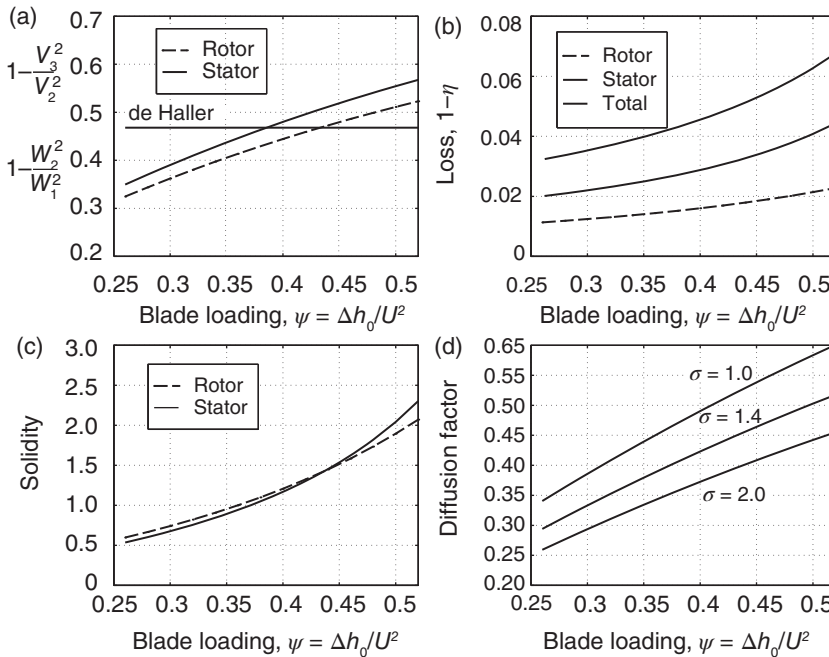 (a)
0.7
1–V₃²/V₂²
0.6
0.5
0.4
1–W₂²/W₁²
0.3
0.2
Rotor
Stator
de Haller
0.25 0.3 0.35 0.4 0.45 0.5
Blade loading, ψ = Δh₀/U²
(b)
Loss, 1–η
0.08
0.06
0.04
0.02
0
Rotor
Stator
Total
0.25 0.3 0.35 0.4 0.45 0.5
Blade loading, ψ = Δh₀/U²
(c)
Solidity
3.0
2.5
2.0
1.5
1.0
0.5
0
Rotor
Stator
0.25 0.3 0.35 0.4 0.45 0.5
Blade loading, ψ = Δh₀/U²
(d)
Diffusion factor
0.65
0.60
0.55
0.50
0.45
0.40
0.35
0.30
0.25
0.20
σ = 1.0
σ = 1.4
σ = 2.0
0.25 0.3 0.35 0.4 0.45 0.5
Blade loading, ψ = Δh₀/U²